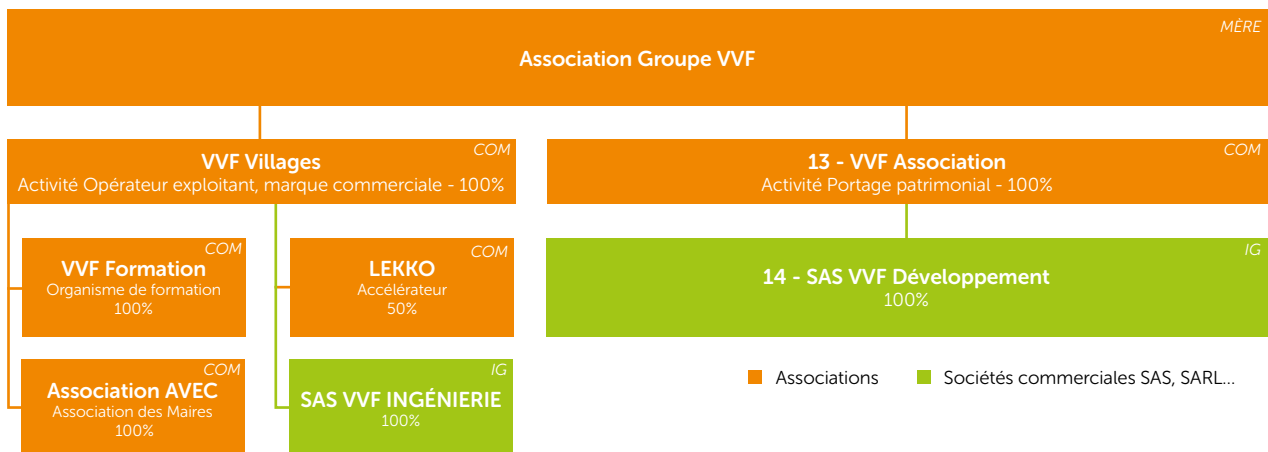 MÈRE
Association Groupe VVF
COM
VVF Villages
Activité Opérateur exploitant, marque commerciale - 100%
COM
13 - VVF Association
Activité Portage patrimonial - 100%
COM
VVF Formation
Organisme de formation
100%
COM
LEKKO
Accélérateur
50%
IG
14 - SAS VVF Développement
100%
COM
Association AVEC
Association des Maires
100%
IG
SAS VVF INGÉNIERIE
100%
Associations
Sociétés commerciales SAS, SARL...